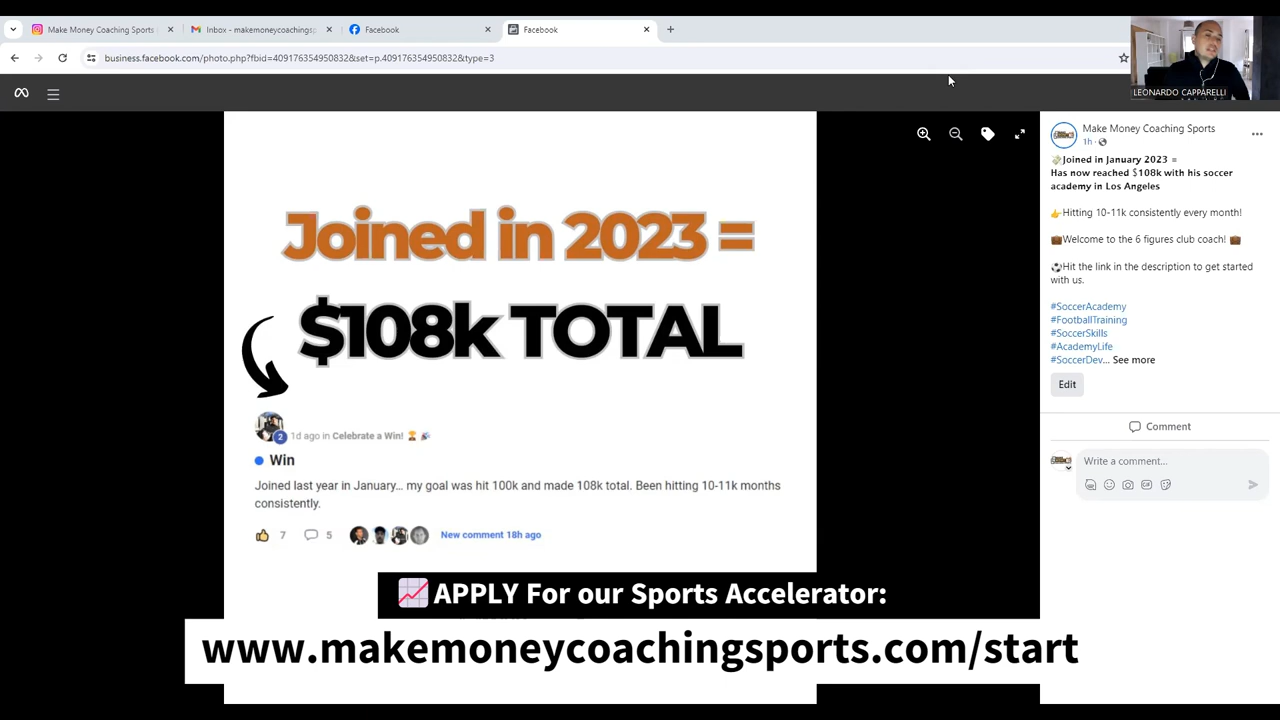 Make Money Coaching Sports
Inbox - makemoneycoachings
Facebook
Facebook
business.facebook.com/photo.php?fbid=409176354950832&set=p.409176354950832&type=3
LEONARDO CAPPARELLI
Joined in 2023 =
$108k TOTAL
2
1d ago in Celebrate a Win! 🏆 🎉
Win
Joined last year in January... my goal was hit 100k and made 108k total. Been hitting 10-11k months
consistently.
7
5
New comment 18h ago
📈 APPLY For our Sports Accelerator:
www.makemoneycoachingsports.com/start
Make Money Coaching Sports
1h ·
💸Joined in January 2023 =
Has now reached $108k with his soccer
academy in Los Angeles
👉Hitting 10-11k consistently every month!
💼Welcome to the 6 figures club coach! 💼
⚽Hit the link in the description to get started
with us.
#SoccerAcademy
#FootballTraining
#SoccerSkills
#AcademyLife
#SoccerDev... See more
Edit
Comment
Write a comment...